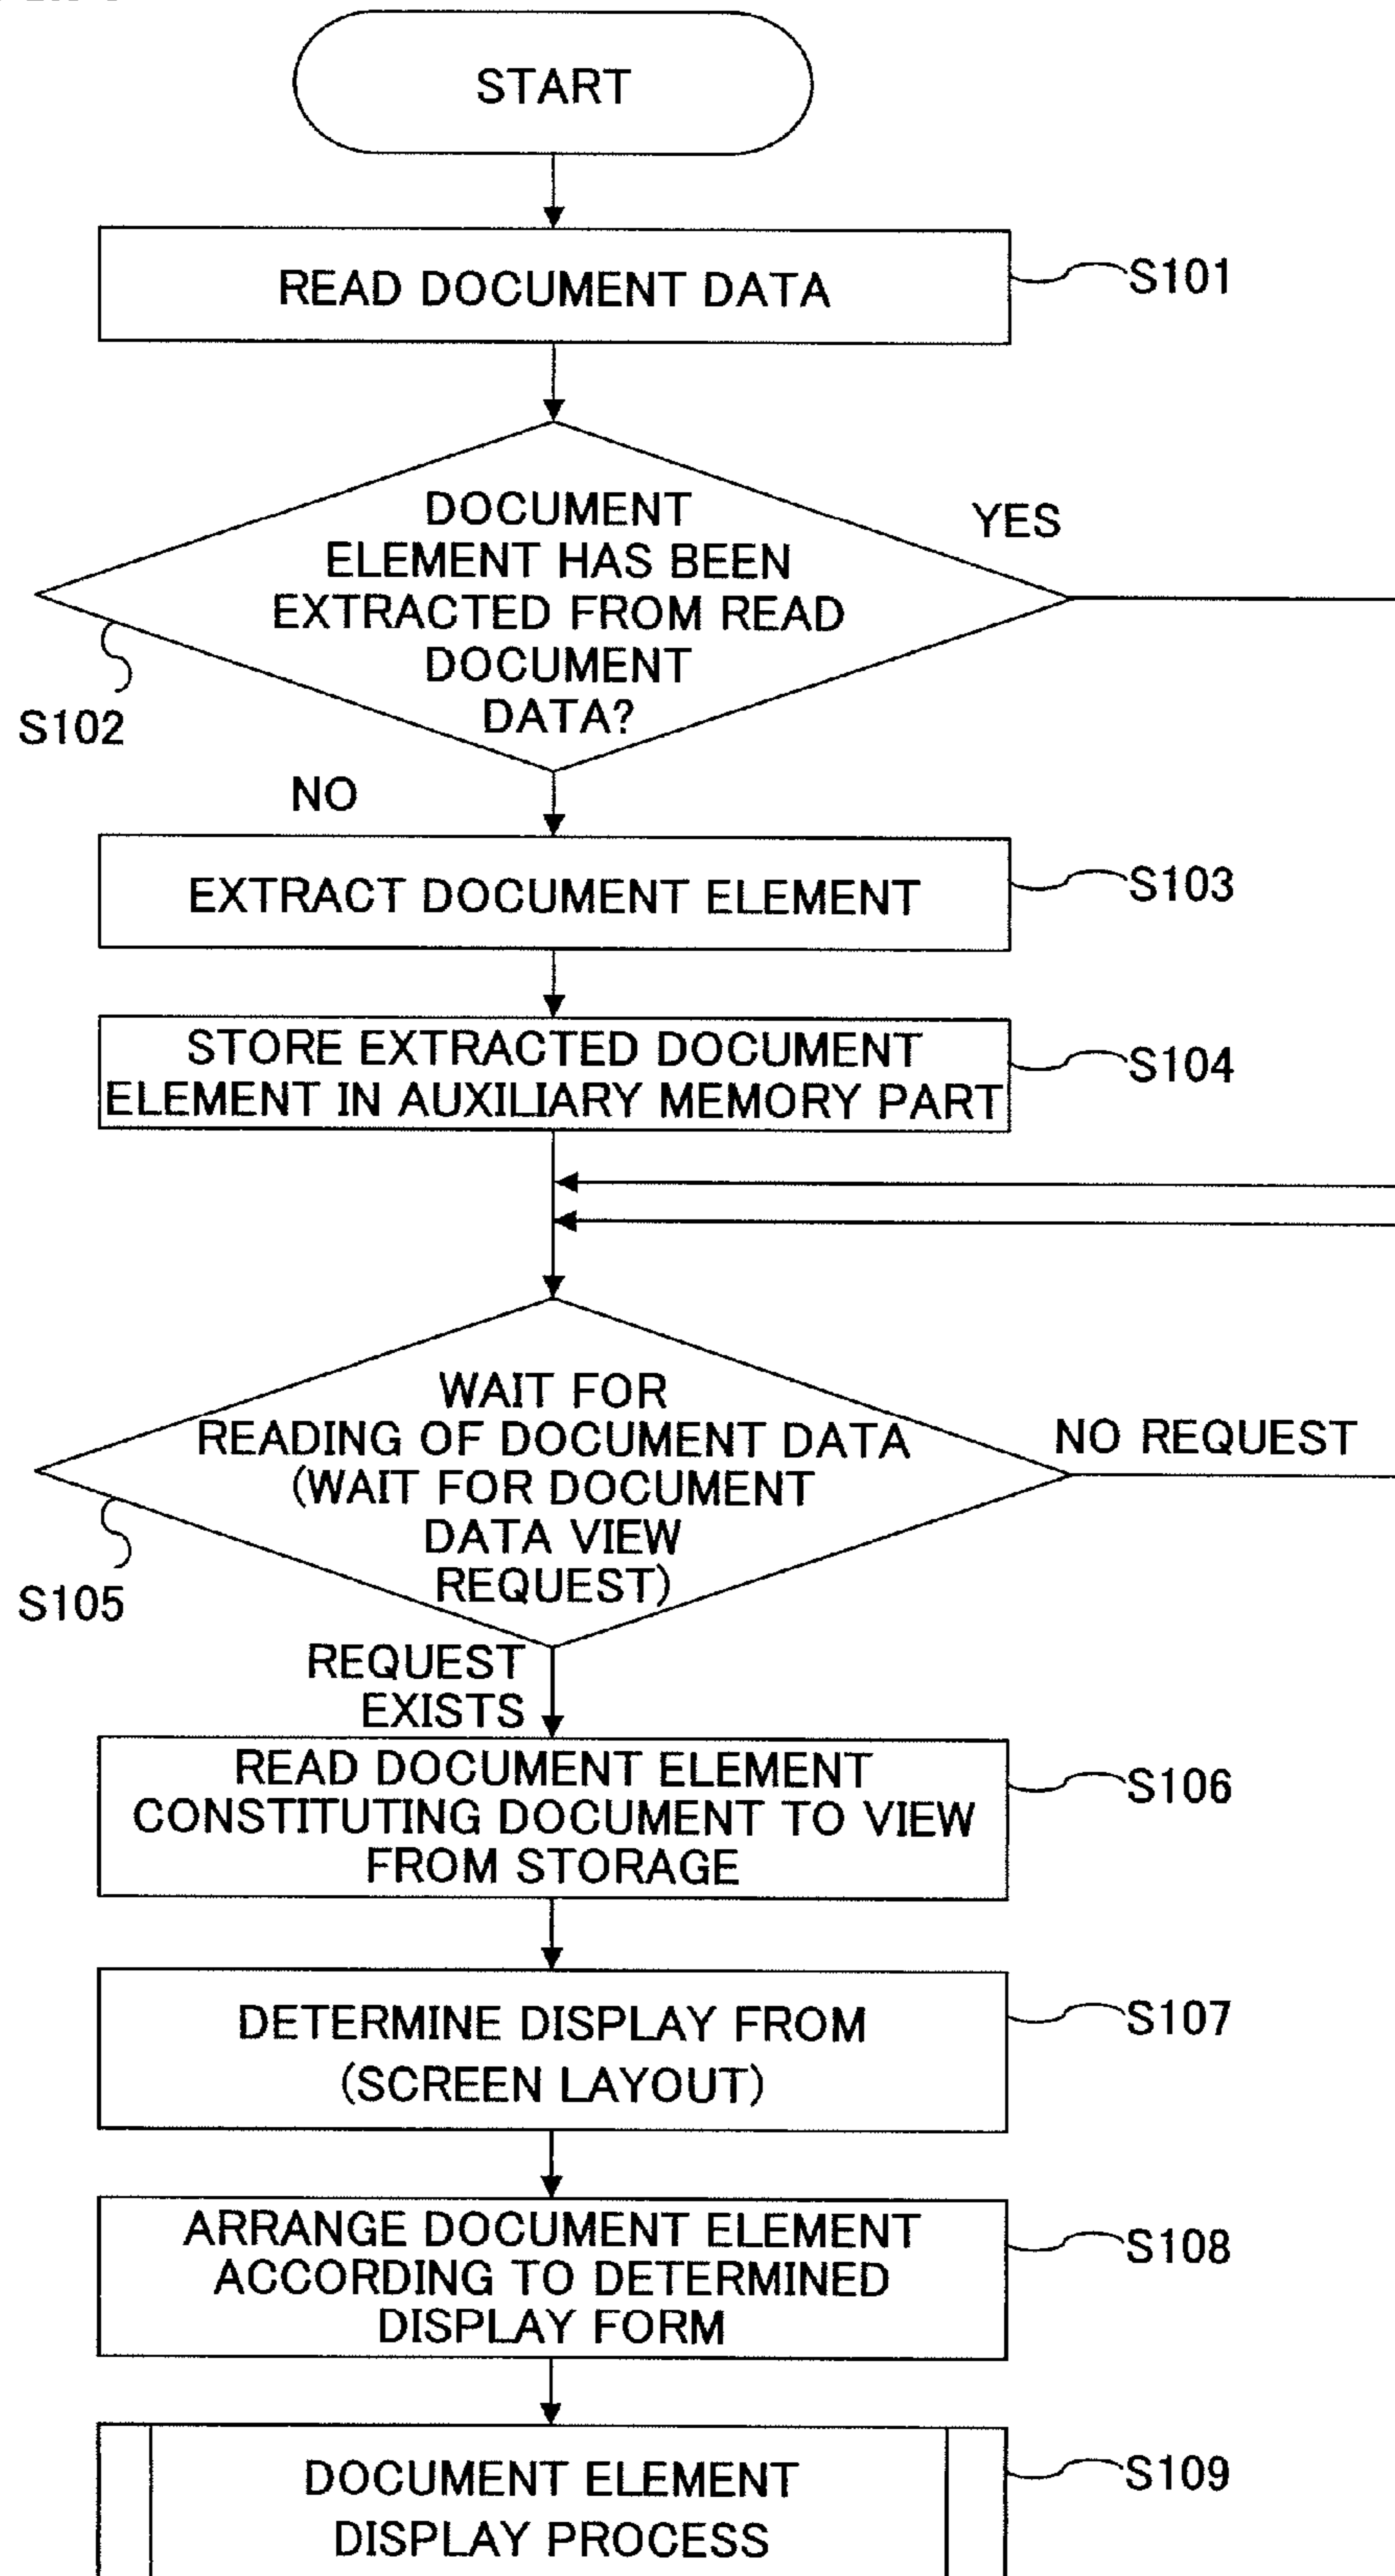 START
READ DOCUMENT DATA
S101
DOCUMENT
ELEMENT HAS BEEN
EXTRACTED FROM READ
DOCUMENT
DATA?
YES
S102
NO
EXTRACT DOCUMENT ELEMENT
S103
STORE EXTRACTED DOCUMENT
ELEMENT IN AUXILIARY MEMORY PART
S104
WAIT FOR
READING OF DOCUMENT DATA
(WAIT FOR DOCUMENT
DATA VIEW
REQUEST)
NO REQUEST
S105
REQUEST
EXISTS
READ DOCUMENT ELEMENT
CONSTITUTING DOCUMENT TO VIEW
FROM STORAGE
S106
DETERMINE DISPLAY FROM
(SCREEN LAYOUT)
S107
ARRANGE DOCUMENT ELEMENT
ACCORDING TO DETERMINED
DISPLAY FORM
S108
DOCUMENT ELEMENT
DISPLAY PROCESS
S109